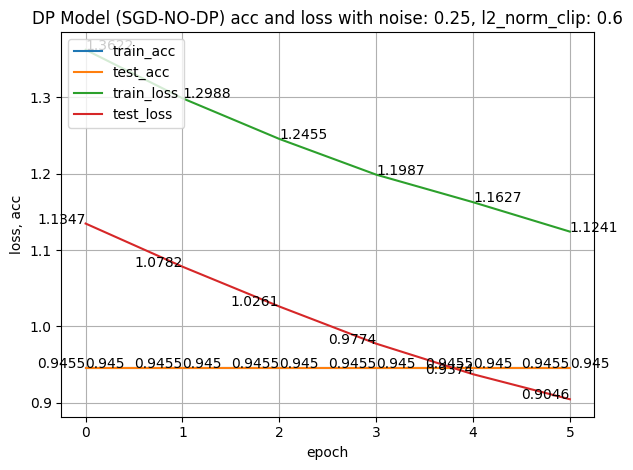 DP Model (SGD-NO-DP) acc and loss with noise: 0.25, l2_norm_clip: 0.6
train_acc
test_acc
train_loss
test_loss
1.3622
1.2988
1.2455
1.1987
1.1627
1.1241
1.1347
1.0782
1.0261
0.9774
0.9374
0.9046
0.9455 0.945 0.9455 0.945 0.9455 0.945 0.9455 0.945 0.9455 0.945 0.9455 0.945
1.3
1.2
1.1
1.0
0.9
loss, acc
0 1 2 3 4 5
epoch